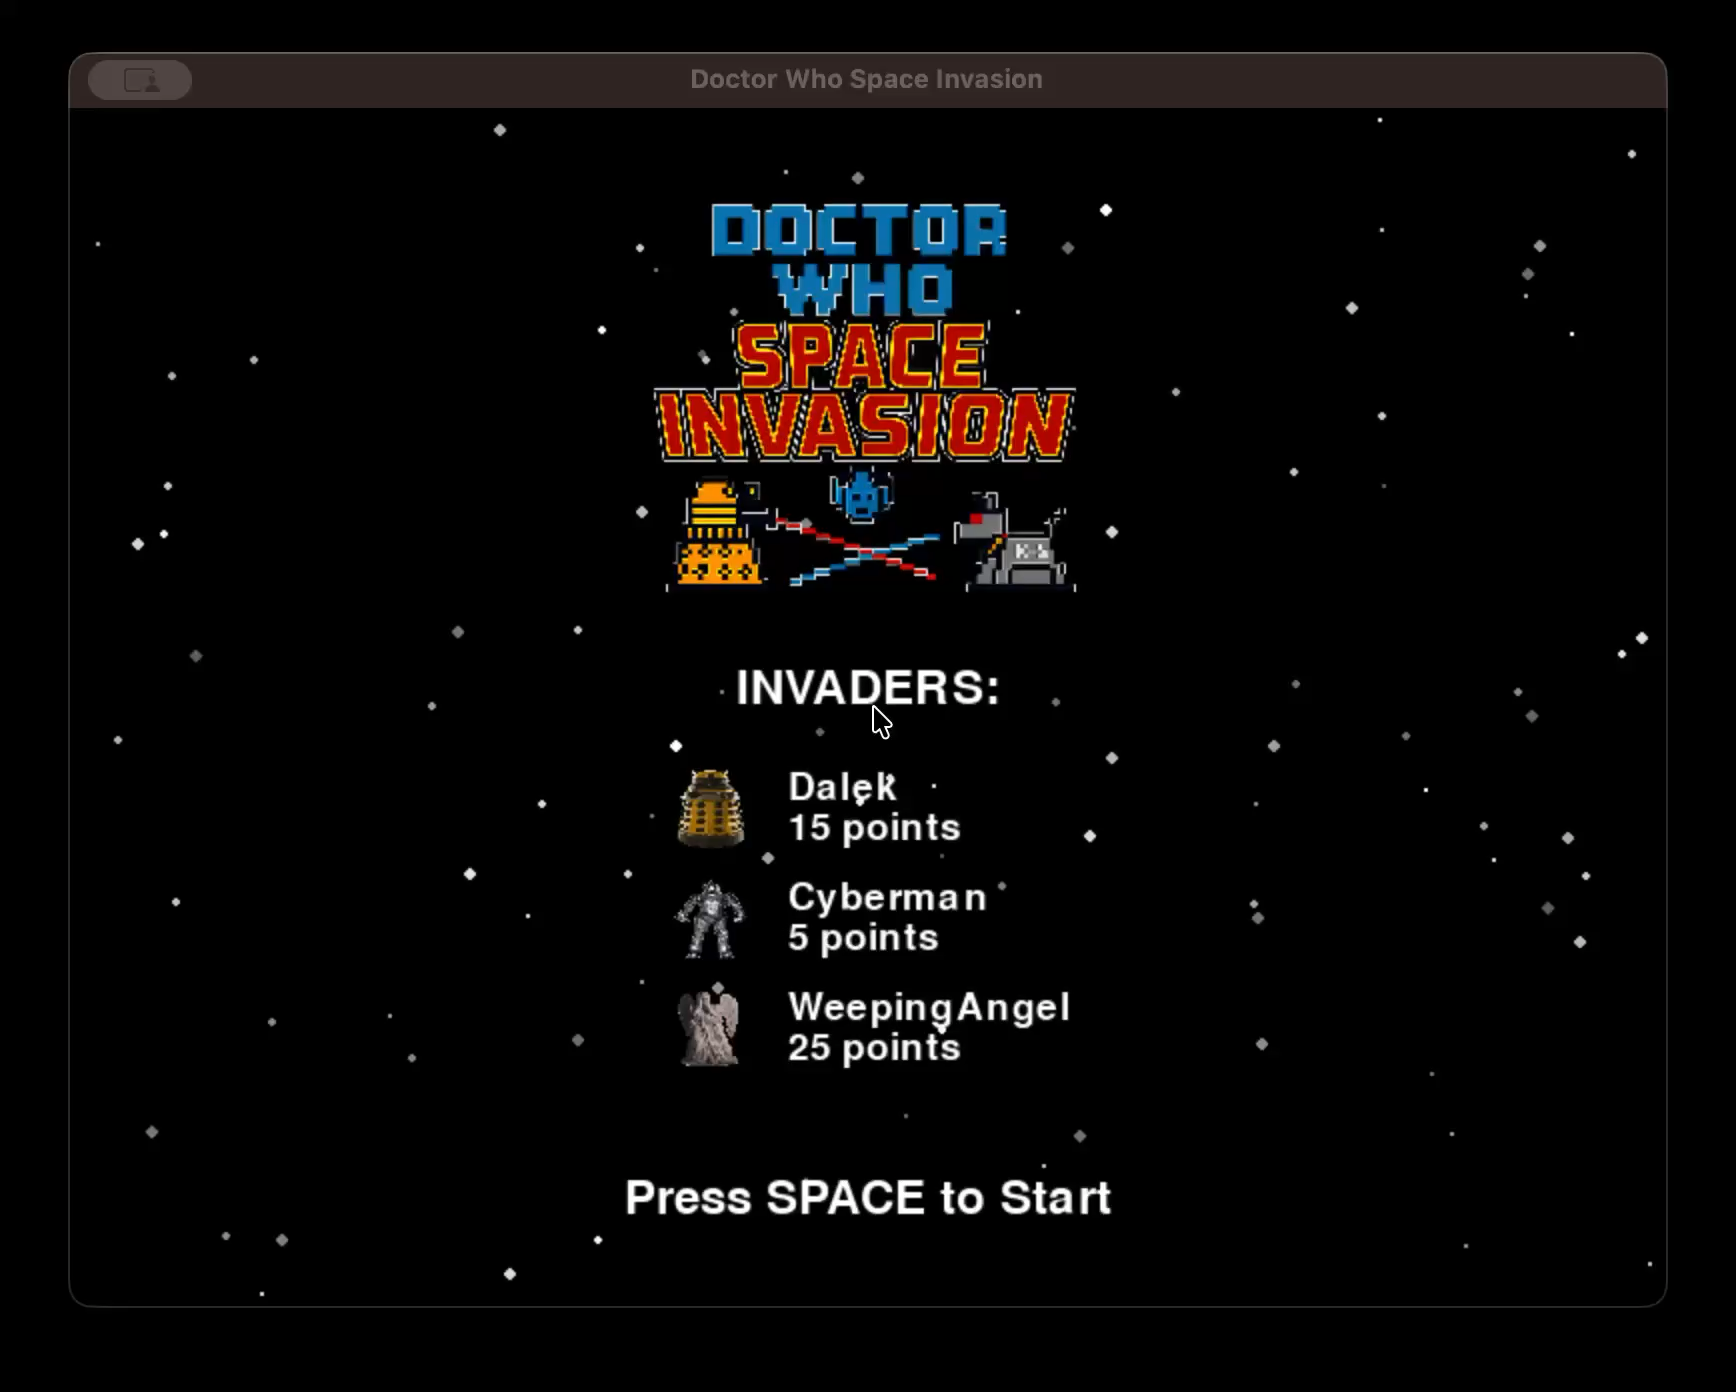 Doctor Who Space Invasion
DOCTOR
WHO
SPACE
INVASION
INVADERS:
Dalek
15 points
Cyberman
5 points
WeepingAngel
25 points
Press SPACE to Start